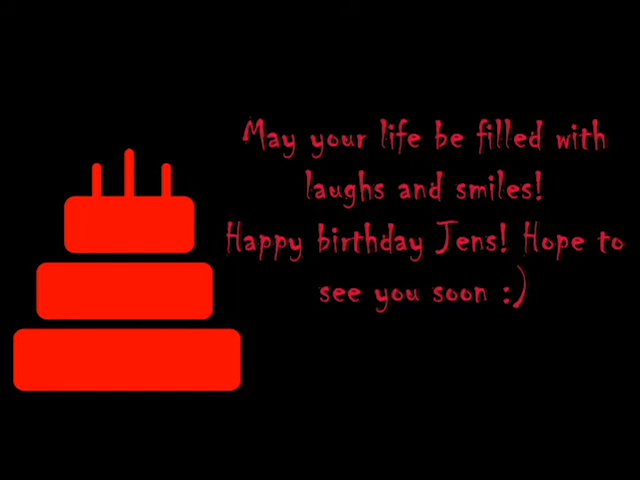 May your life be filled with
laughs and smiles!
Happy birthday Jens! Hope to
see you soon :)